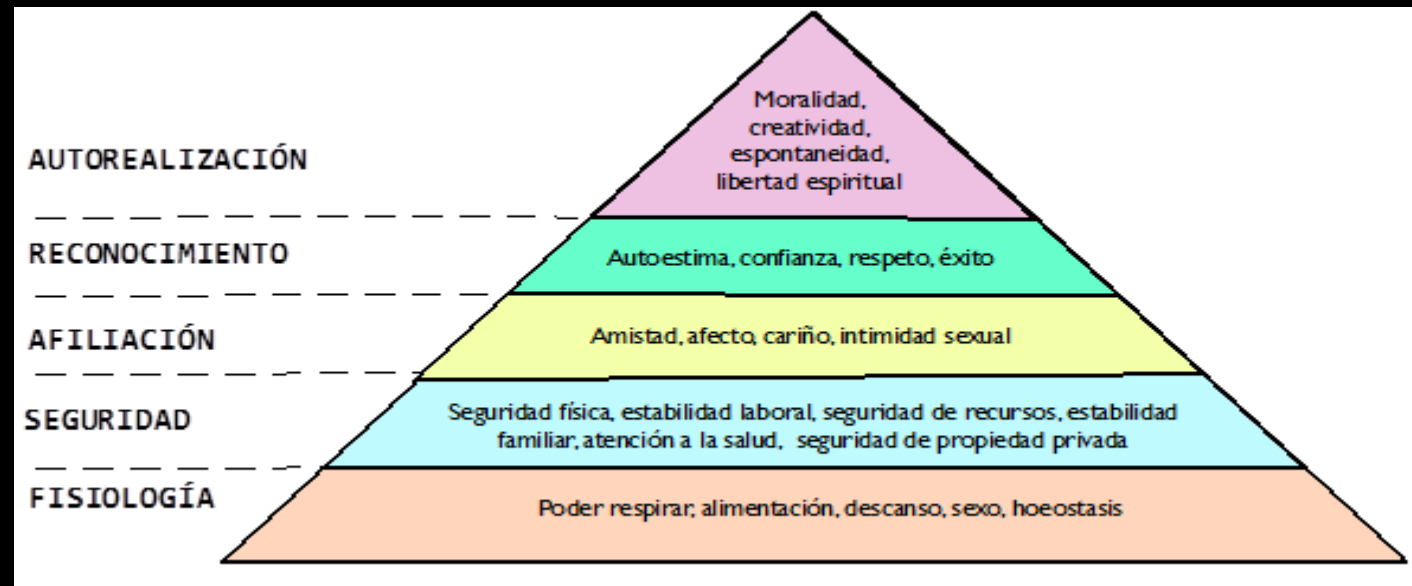 Moralidad,
creatividad,
espontaneidad,
libertad espiritual
AUTOREALIZACIÓN
RECONOCIMIENTO
Autoestima, confianza, respeto, éxito
AFILIACIÓN
Amistad, afecto, cariño, intimidad sexual
SEGURIDAD
Seguridad física, estabilidad laboral, seguridad de recursos, estabilidad
familiar, atención a la salud, seguridad de propiedad privada
FISIOLOGÍA
Poder respirar, alimentación, descanso, sexo, hoeostasis